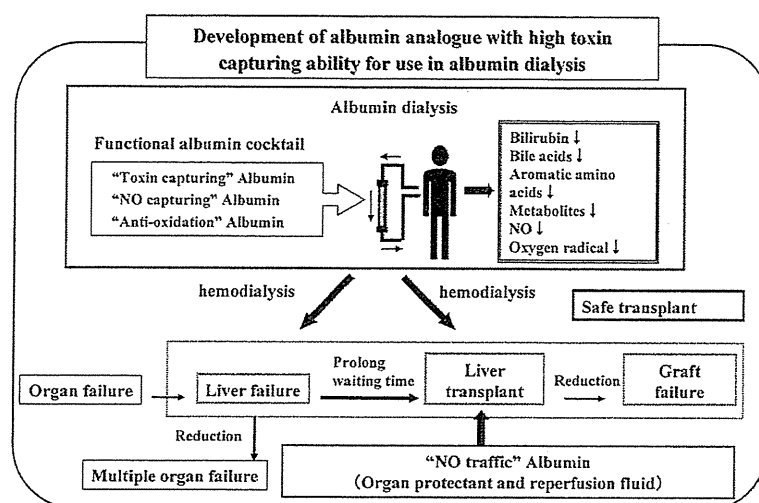 Development of albumin analogue with high toxin
capturing ability for use in albumin dialysis
Albumin dialysis
Functional albumin cocktail
“Toxin capturing” Albumin
“NO capturing” Albumin
“Anti-oxidation” Albumin
Bilirubin ↓
Bile acids ↓
Aromatic amino
acids ↓
Metabolites ↓
NO ↓
Oxygen radical ↓
hemodialysis
hemodialysis
Safe transplant
Organ failure
Liver failure
Prolong
waiting time
Liver
transplant
Reduction
Graft
failure
Reduction
Multiple organ failure
“NO traffic” Albumin
(Organ protectant and reperfusion fluid)